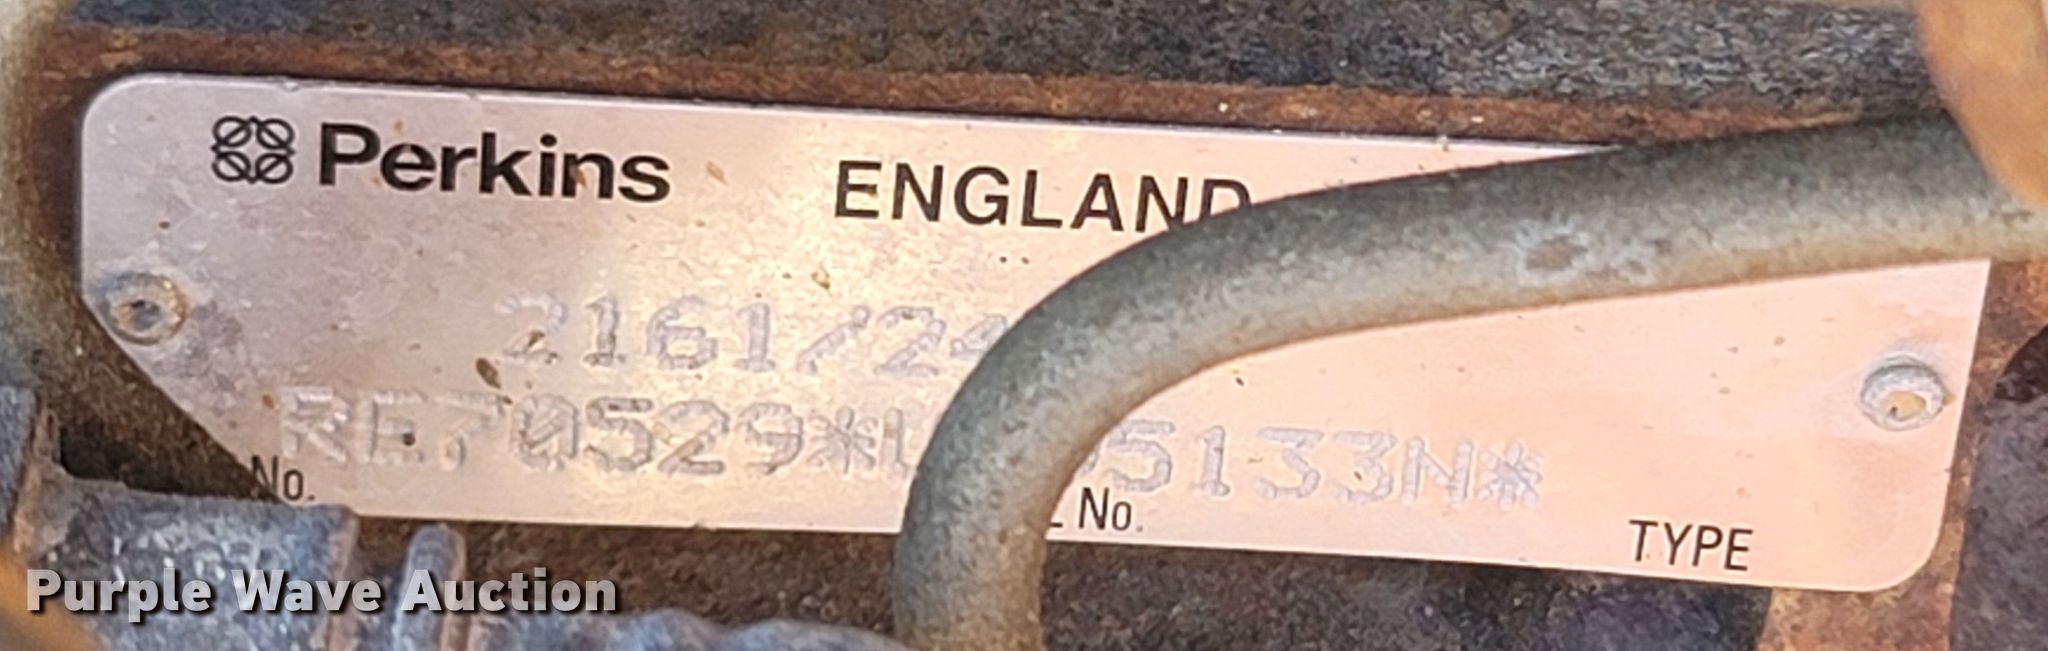 Perkins ENGLAND
2161/24
RE70529*U 5133N*
No. L No. TYPE
Purple Wave Auction